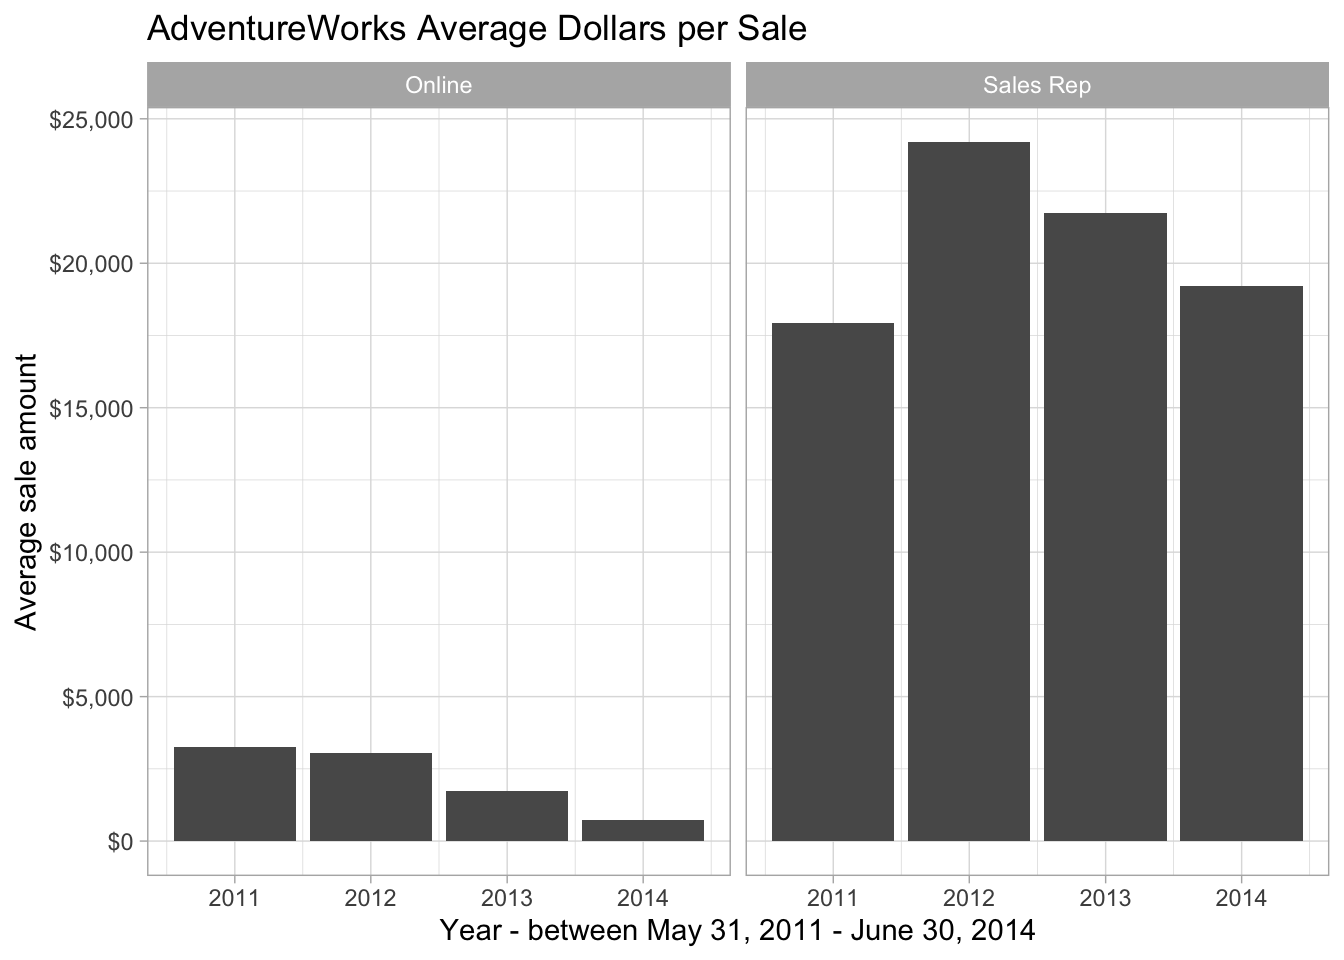 AdventureWorks Average Dollars per Sale
Online
Sales Rep
Average sale amount
$25,000
$20,000
$15,000
$10,000
$5,000
$0
2011 2012 2013 2014
2011 2012 2013 2014
Year - between May 31, 2011 - June 30, 2014